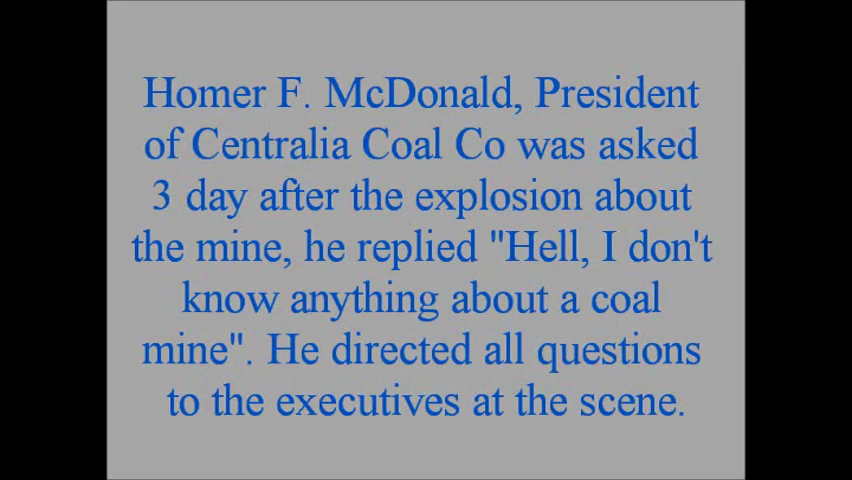 Homer F. McDonald, President
of Centralia Coal Co was asked
3 day after the explosion about
the mine, he replied "Hell, I don't
know anything about a coal
mine". He directed all questions
to the executives at the scene.